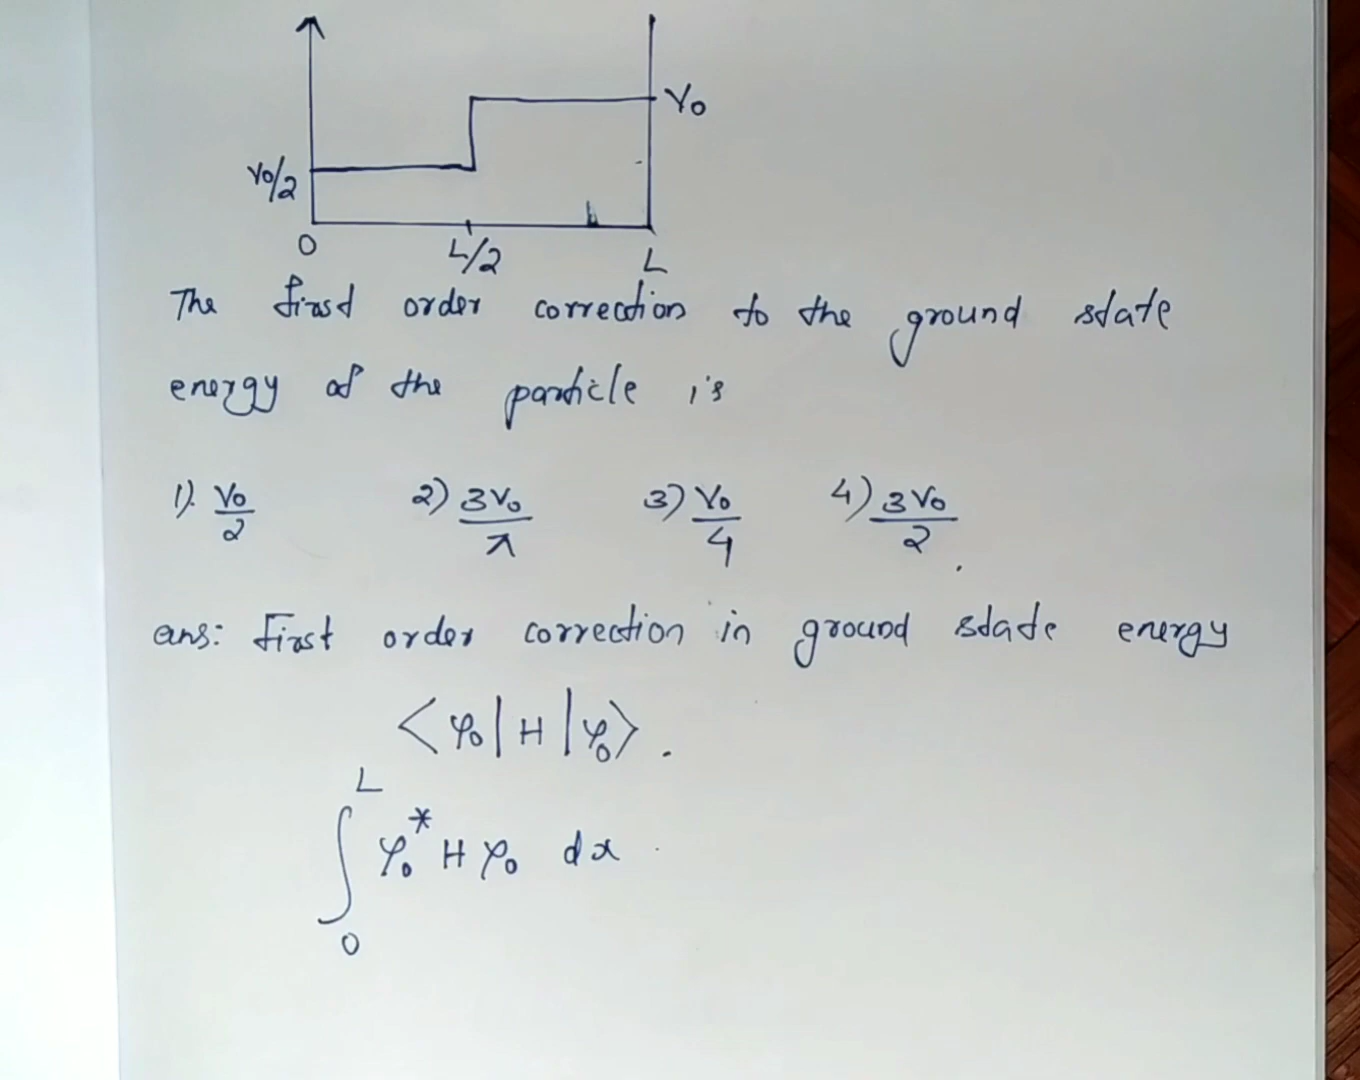 V₀
V₀/2
0 L/2 L
The first order correction to the ground state
energy of the particle is
1). V₀/2 2) 3V₀/π 3) V₀/4 4) 3V₀/2.
ans: First order correction in ground state energy
<φ₀|H|φ₀>.
∫₀ᴸ φ₀* H φ₀ dx